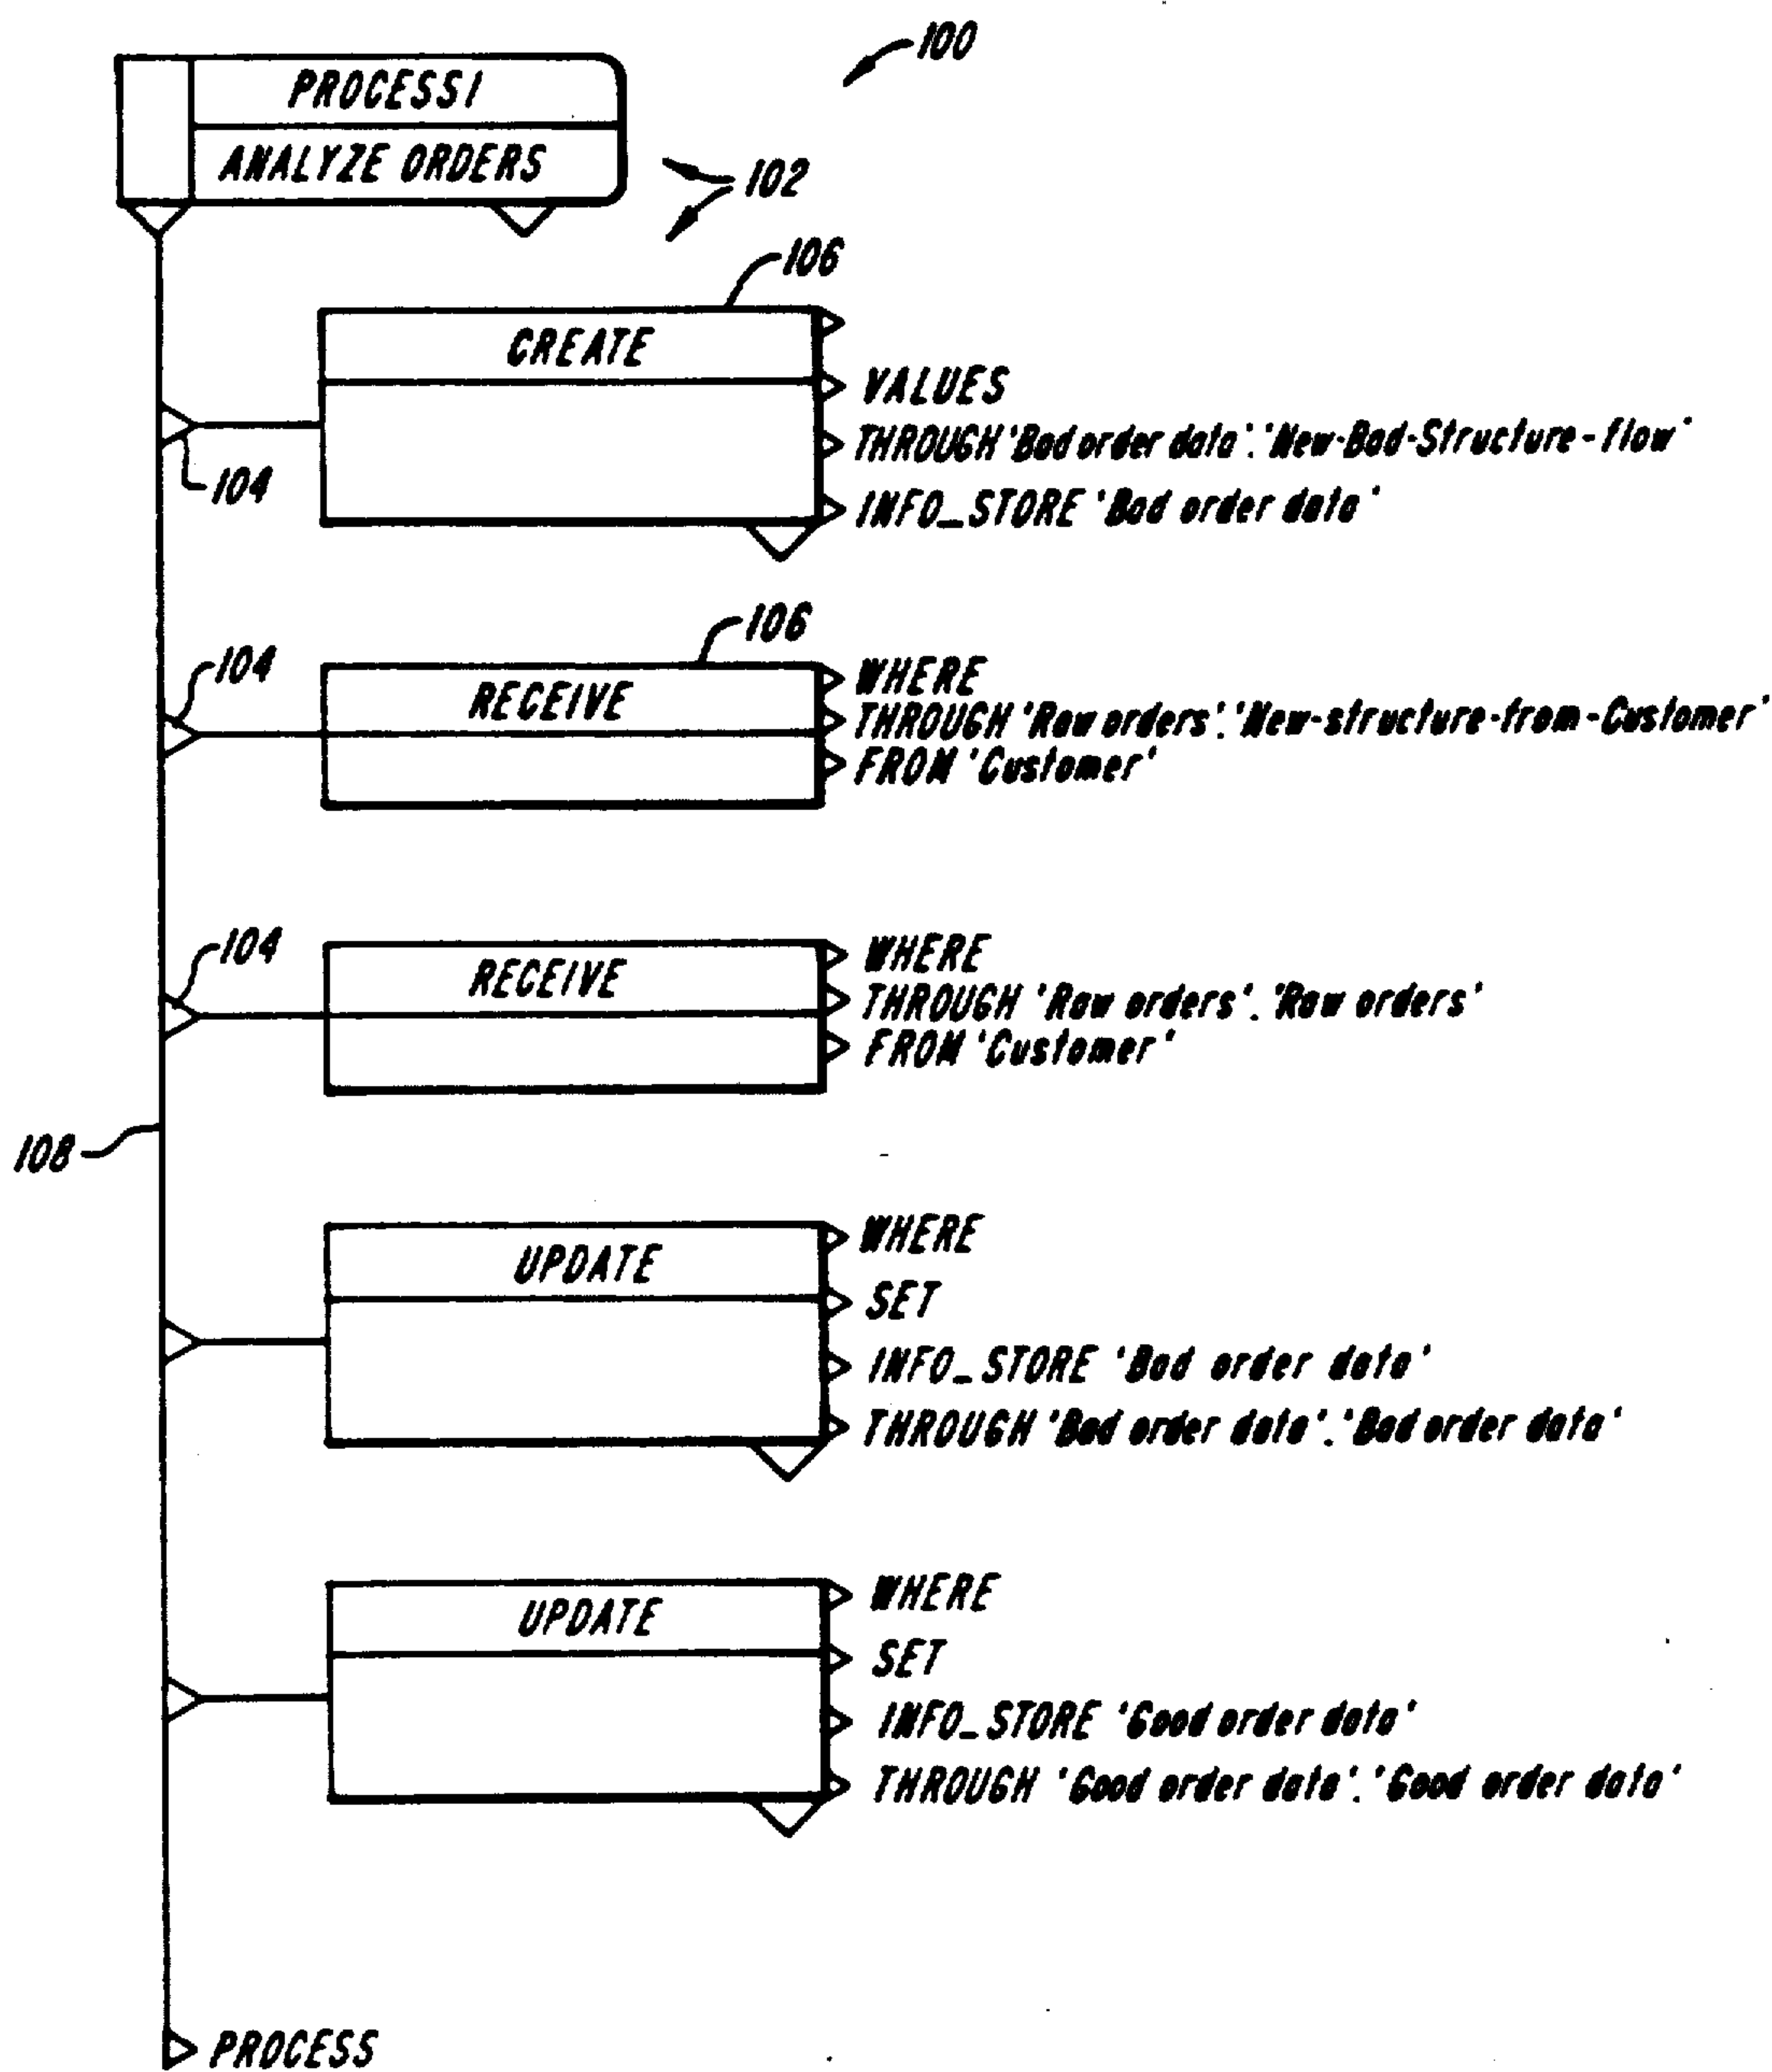 100
PROCESS1
ANALYZE ORDERS
102
106
CREATE
VALUES
THROUGH 'Bad order data'.'New-Bad-Structure-flow'
104
INFO_STORE 'Bad order data'
106
104
RECEIVE
WHERE
THROUGH 'Raw orders'.'New-structure-from-Customer'
FROM 'Customer'
104
RECEIVE
WHERE
THROUGH 'Raw orders'.'Raw orders'
FROM 'Customer'
108
UPDATE
WHERE
SET
INFO_STORE 'Bad order data'
THROUGH 'Bad order data'.'Bad order data'
UPDATE
WHERE
SET
INFO_STORE 'Good order data'
THROUGH 'Good order data'.'Good order data'
PROCESS